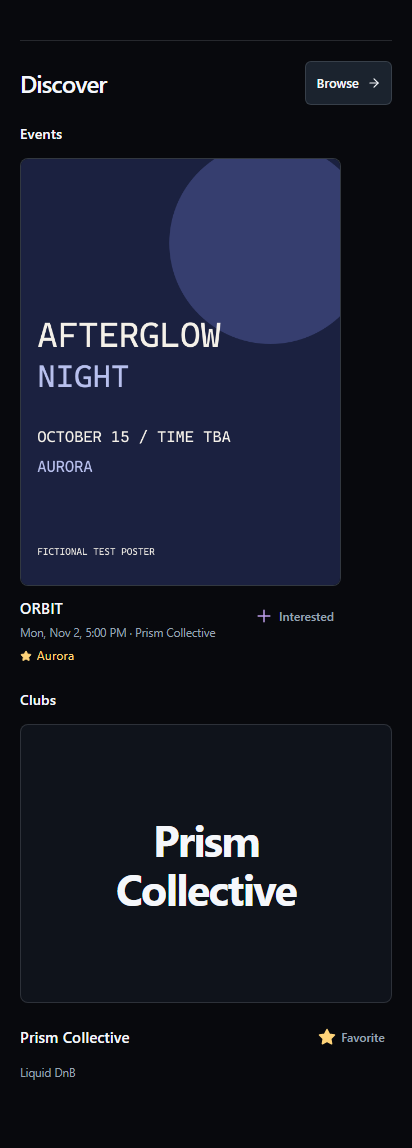 Discover
Browse
Events
AFTERGLOW
NIGHT
OCTOBER 15 / TIME TBA
AURORA
FICTIONAL TEST POSTER
ORBIT
Interested
Mon, Nov 2, 5:00 PM · Prism Collective
Aurora
Clubs
Prism
Collective
Prism Collective
Favorite
Liquid DnB